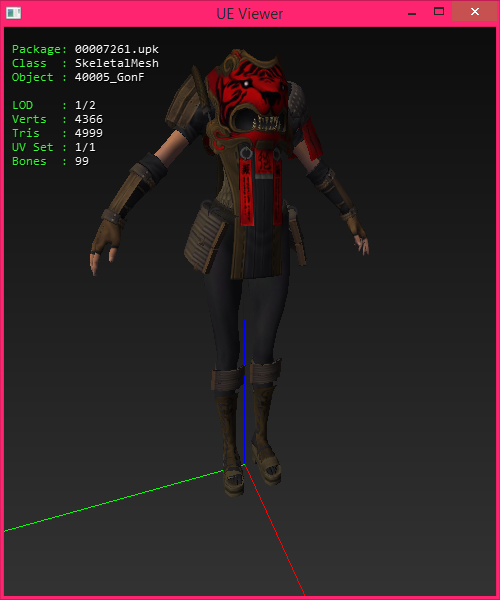 UE Viewer
Package: 00007261.upk
Class : SkeletalMesh
Object : 40005_GonF
LOD : 1/2
Verts : 4366
Tris : 4999
UV Set : 1/1
Bones : 99